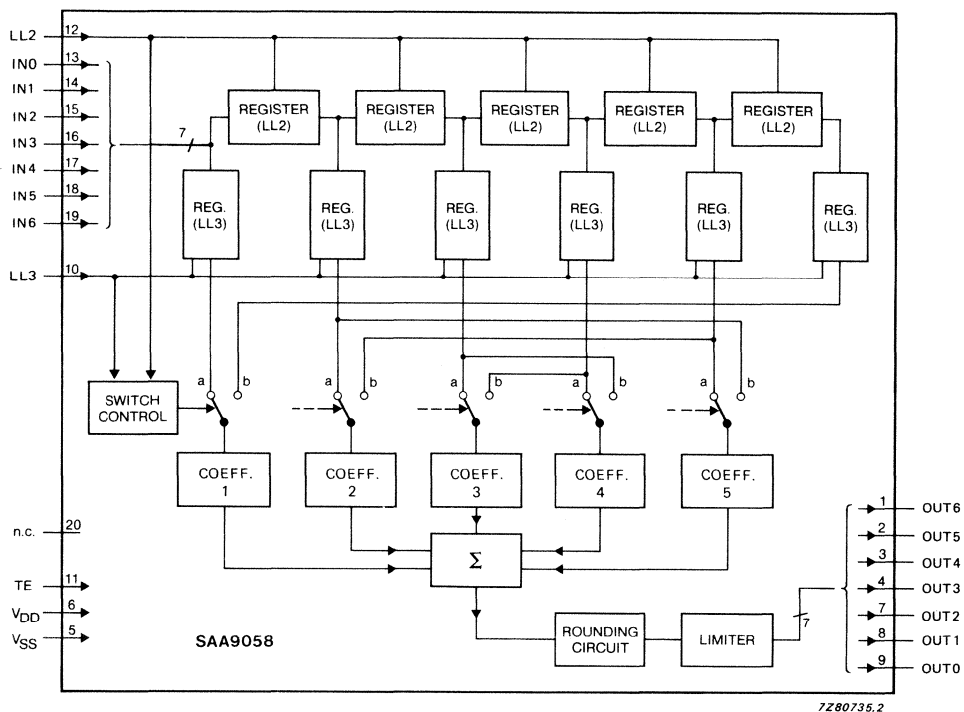 LL2 12
IN0 13
IN1 14
IN2 15
IN3 16
IN4 17
IN5 18
IN6 19
7
REGISTER
(LL2)
REGISTER
(LL2)
REGISTER
(LL2)
REGISTER
(LL2)
REGISTER
(LL2)
REG.
(LL3)
REG.
(LL3)
REG.
(LL3)
REG.
(LL3)
REG.
(LL3)
REG.
(LL3)
LL3 10
a b
a b
a b
a b
a b
SWITCH
CONTROL
COEFF.
1
COEFF.
2
COEFF.
3
COEFF.
4
COEFF.
5
Σ
n.c. 20
TE 11
VDD 6
VSS 5
SAA9058
ROUNDING
CIRCUIT
LIMITER
7
1 OUT6
2 OUT5
3 OUT4
4 OUT3
7 OUT2
8 OUT1
9 OUT0
7Z80735.2